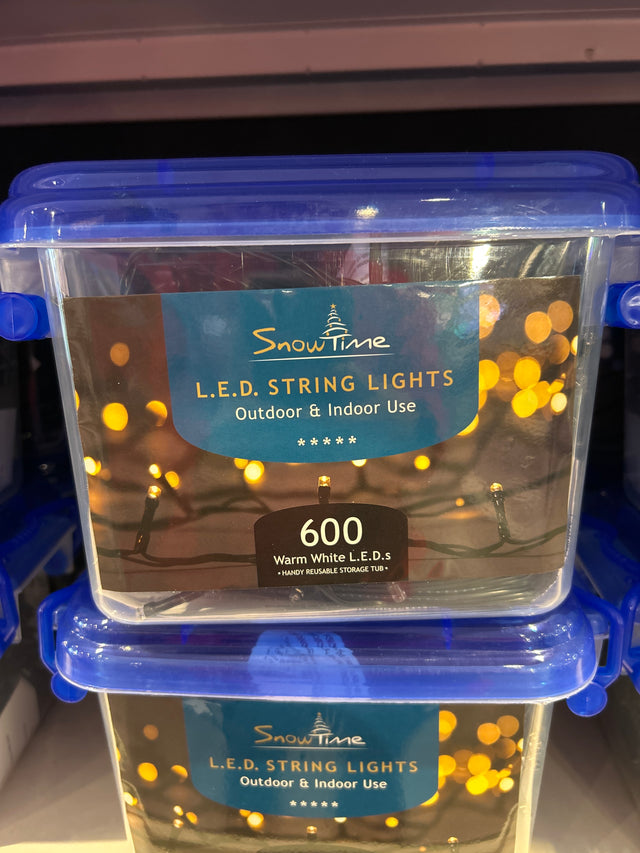 SnowTime
L.E.D. STRING LIGHTS
Outdoor & Indoor Use
*****
600
Warm White L.E.D.s
• HANDY REUSABLE STORAGE TUB •
SnowTime
L.E.D. STRING LIGHTS
Outdoor & Indoor Use
*****